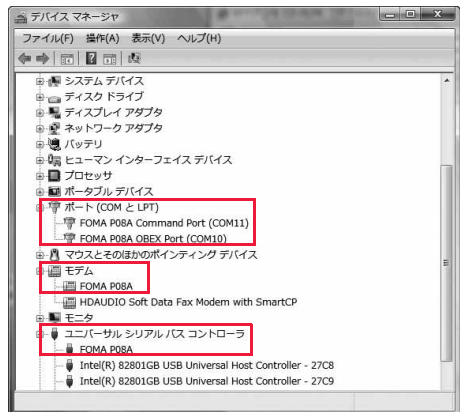 デバイス マネージャ
ファイル(F) 操作(A) 表示(V) ヘルプ(H)
システム デバイス
ディスク ドライブ
ディスプレイ アダプタ
ネットワーク アダプタ
バッテリ
ヒューマン インターフェイス デバイス
プロセッサ
ポータブル デバイス
ポート (COM と LPT)
FOMA P08A Command Port (COM11)
FOMA P08A OBEX Port (COM10)
マウスとそのほかのポインティング デバイス
モデム
FOMA P08A
HDAUDIO Soft Data Fax Modem with SmartCP
モニタ
ユニバーサル シリアル バス コントローラ
FOMA P08A
Intel(R) 82801GB USB Universal Host Controller - 27C8
Intel(R) 82801GB USB Universal Host Controller - 27C9